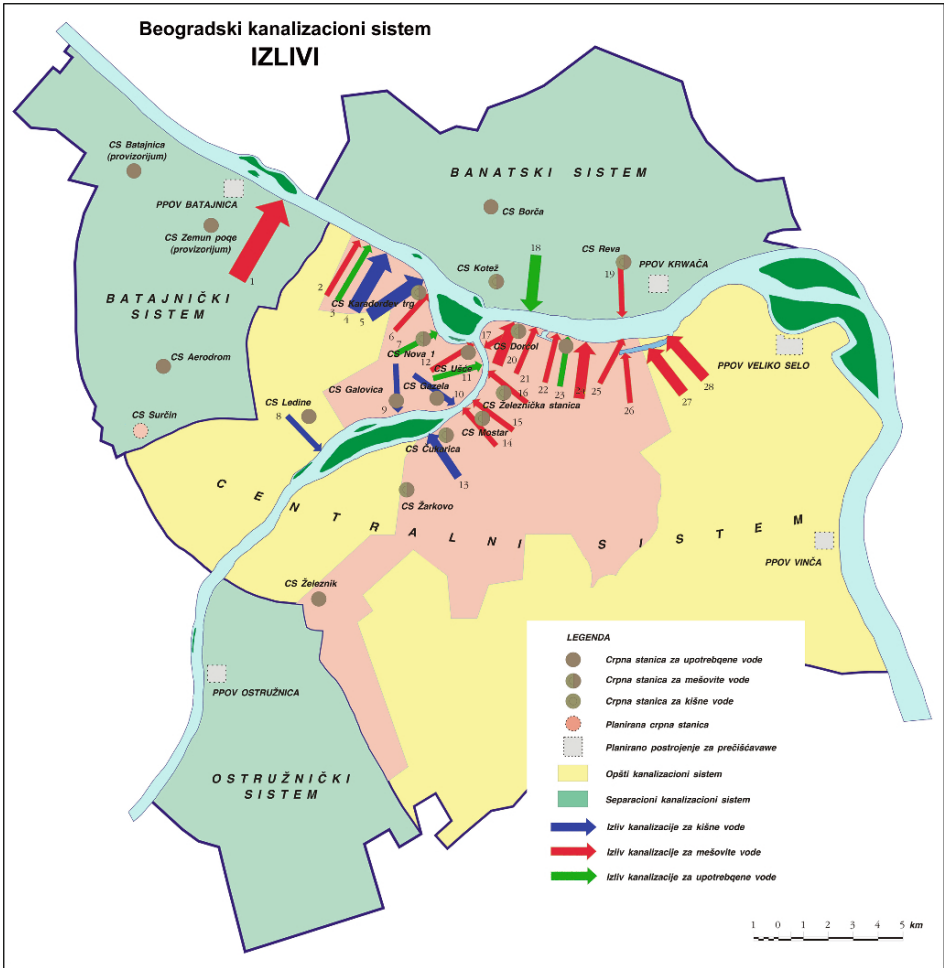 Beogradski kanalizacioni sistem
IZLIVI
CS Batajnica
(provizorijum)
PPOV BATAJNICA
CS Zemun poqe
(provizorijum)
1
BATAJNIČKI
SISTEM
CS Aerodrom
CS Surčin
BANATSKI SISTEM
CS Borča
CS Kotež
18
CS Reva
19
PPOV KRWAČA
2
3
4
5
CS Karađorđev trg
6
7
CS Nova 1
12
CS Ušće
11
17
CS Dorćol
20
21
22
23
24
25
26
27
28
PPOV VELIKO SELO
CS Galovica
CS Gazela
10
9
16
CS Železnička stanica
15
CS Ledine
8
CS Mostar
14
CS Čukarica
13
CS Žarkovo
CENTRALNI SISTEM
PPOV VINČA
CS Železnik
PPOV OSTRUŽNICA
OSTRUŽNIČKI
SISTEM
LEGENDA
Crpna stanica za upotrebqene vode
Crpna stanica za mešovite vode
Crpna stanica za kišne vode
Planirana crpna stanica
Planirano postrojenje za prečišćavawe
Opšti kanalizacioni sistem
Separacioni kanalizacioni sistem
Izliv kanalizacije za kišne vode
Izliv kanalizacije za mešovite vode
Izliv kanalizacije za upotrebqene vode
1 0 1 2 3 4 5 km